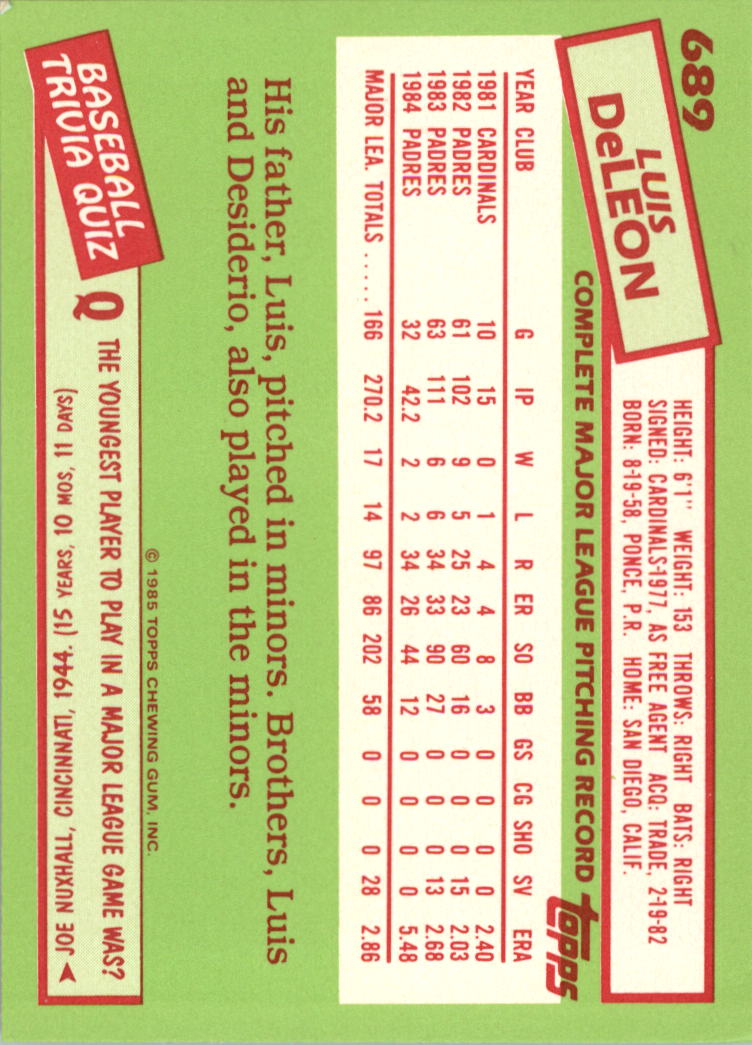 689
LUIS
DeLEON
HEIGHT: 6'1" WEIGHT: 153 THROWS: RIGHT BATS: RIGHT
SIGNED: CARDINALS-1977, AS FREE AGENT ACQ: TRADE, 2-19-82
BORN: 8-19-58, PONCE, P.R. HOME: SAN DIEGO, CALIF.
COMPLETE MAJOR LEAGUE PITCHING RECORD
topps
YEAR CLUB G IP W L R ER SO BB GS CG SHO SV ERA
1981 CARDINALS 10 15 0 1 4 4 8 3 0 0 0 0 2.40
1982 PADRES 61 102 9 5 25 23 60 16 0 0 0 15 2.03
1983 PADRES 63 111 6 6 34 33 90 27 0 0 0 13 2.68
1984 PADRES 32 42.2 2 2 34 26 44 12 0 0 0 0 5.48
MAJOR LEA. TOTALS ..... 166 270.2 17 14 97 86 202 58 0 0 0 28 2.86
His father, Luis, pitched in minors. Brothers, Luis
and Desiderio, also played in the minors.
© 1985 TOPPS CHEWING GUM, INC.
BASEBALL
TRIVIA QUIZ
Q THE YOUNGEST PLAYER TO PLAY IN A MAJOR LEAGUE GAME WAS?
JOE NUXHALL, CINCINNATI, 1944. (15 YEARS, 10 MOS, 11 DAYS)